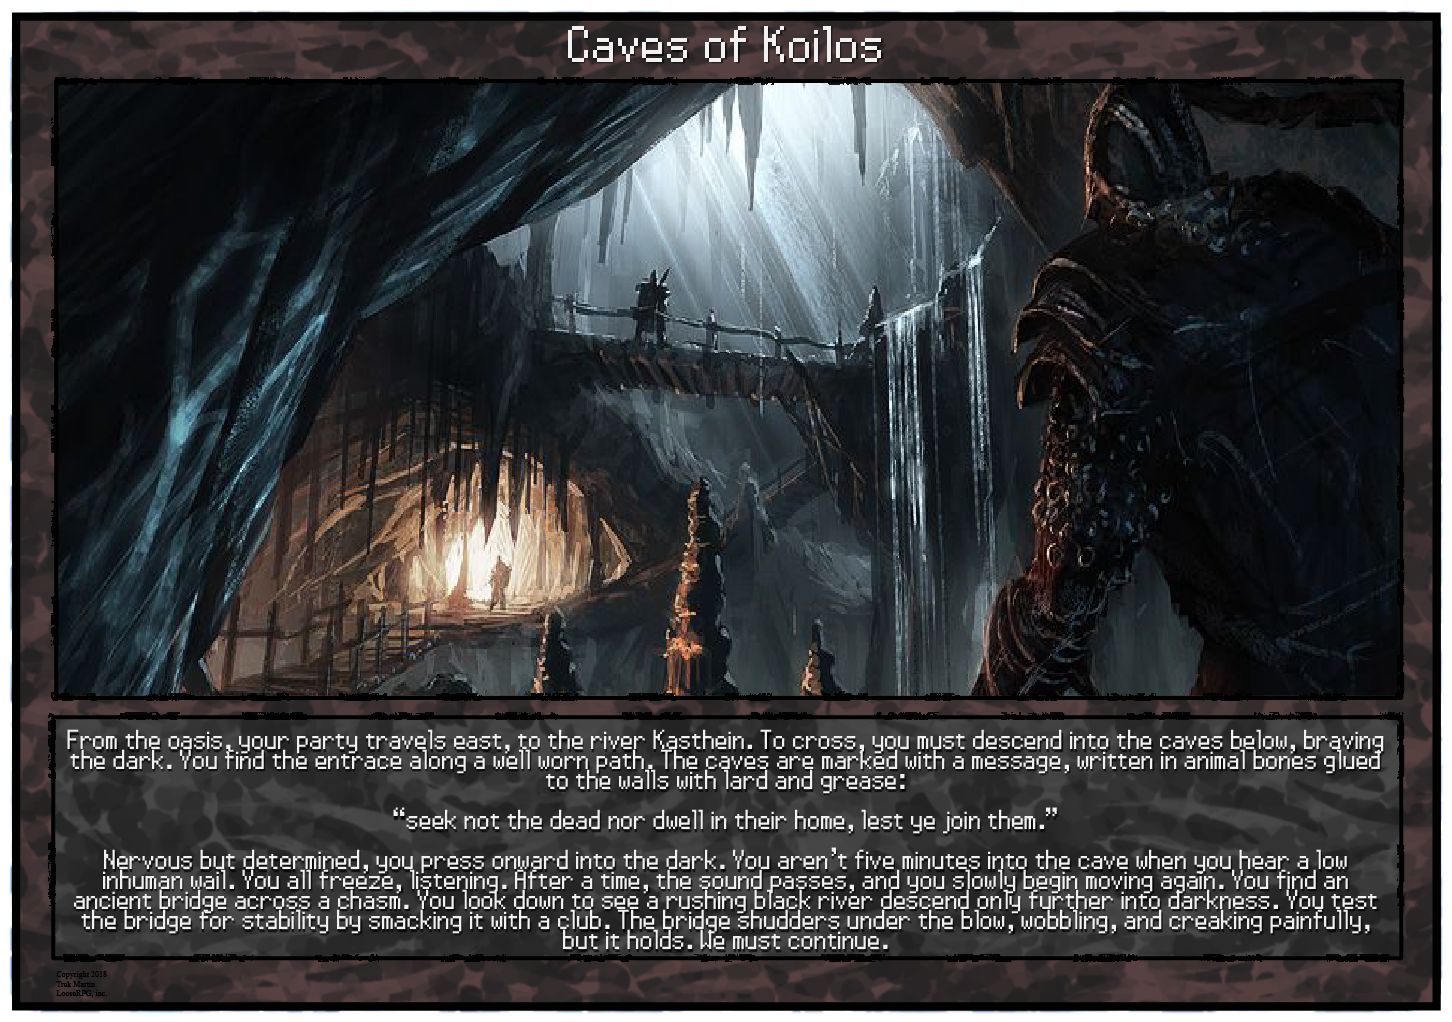 Caves of Koilos
From the oasis, your party travels east, to the river Kasthein. To cross, you must descend into the caves below, braving
the dark. You find the entrace along a well worn path. The caves are marked with a message, written in animal bones glued
to the walls with lard and grease:
“seek not the dead nor dwell in their home, lest ye join them.”
Nervous but determined, you press onward into the dark. You aren’t five minutes into the cave when you hear a low
inhuman wail. You all freeze, listening. After a time, the sound passes, and you slowly begin moving again. You find an
ancient bridge across a chasm. You look down to see a rushing black river descend only further into darkness. You test
the bridge for stability by smacking it with a club. The bridge shudders under the blow, wobbling, and creaking painfully,
but it holds. We must continue.
Copyright 2018
Trek Martin
LooseRPG, inc.